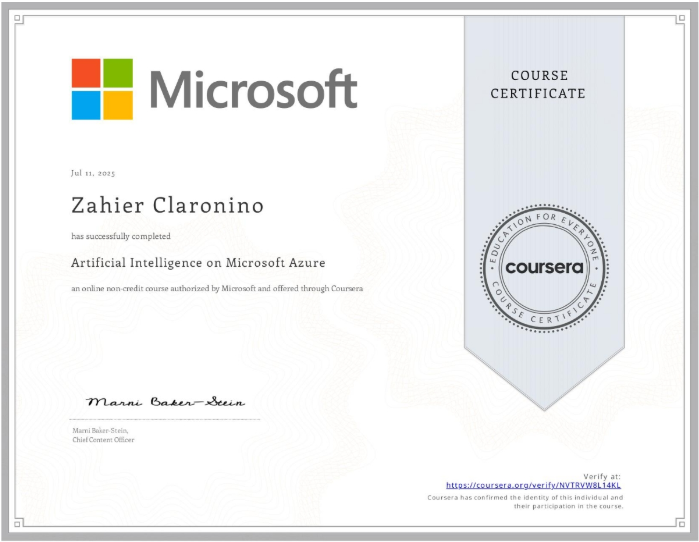 Microsoft
COURSE
CERTIFICATE
Jul 11, 2025
Zahier Claronino
has successfully completed
Artificial Intelligence on Microsoft Azure
an online non-credit course authorized by Microsoft and offered through Coursera
EDUCATION FOR EVERYONE
coursera
COURSE CERTIFICATE
Marni Baker-Stein
Marni Baker-Stein,
Chief Content Officer
Verify at:
https://coursera.org/verify/NVTRVW8L14KL
Coursera has confirmed the identity of this individual and
their participation in the course.